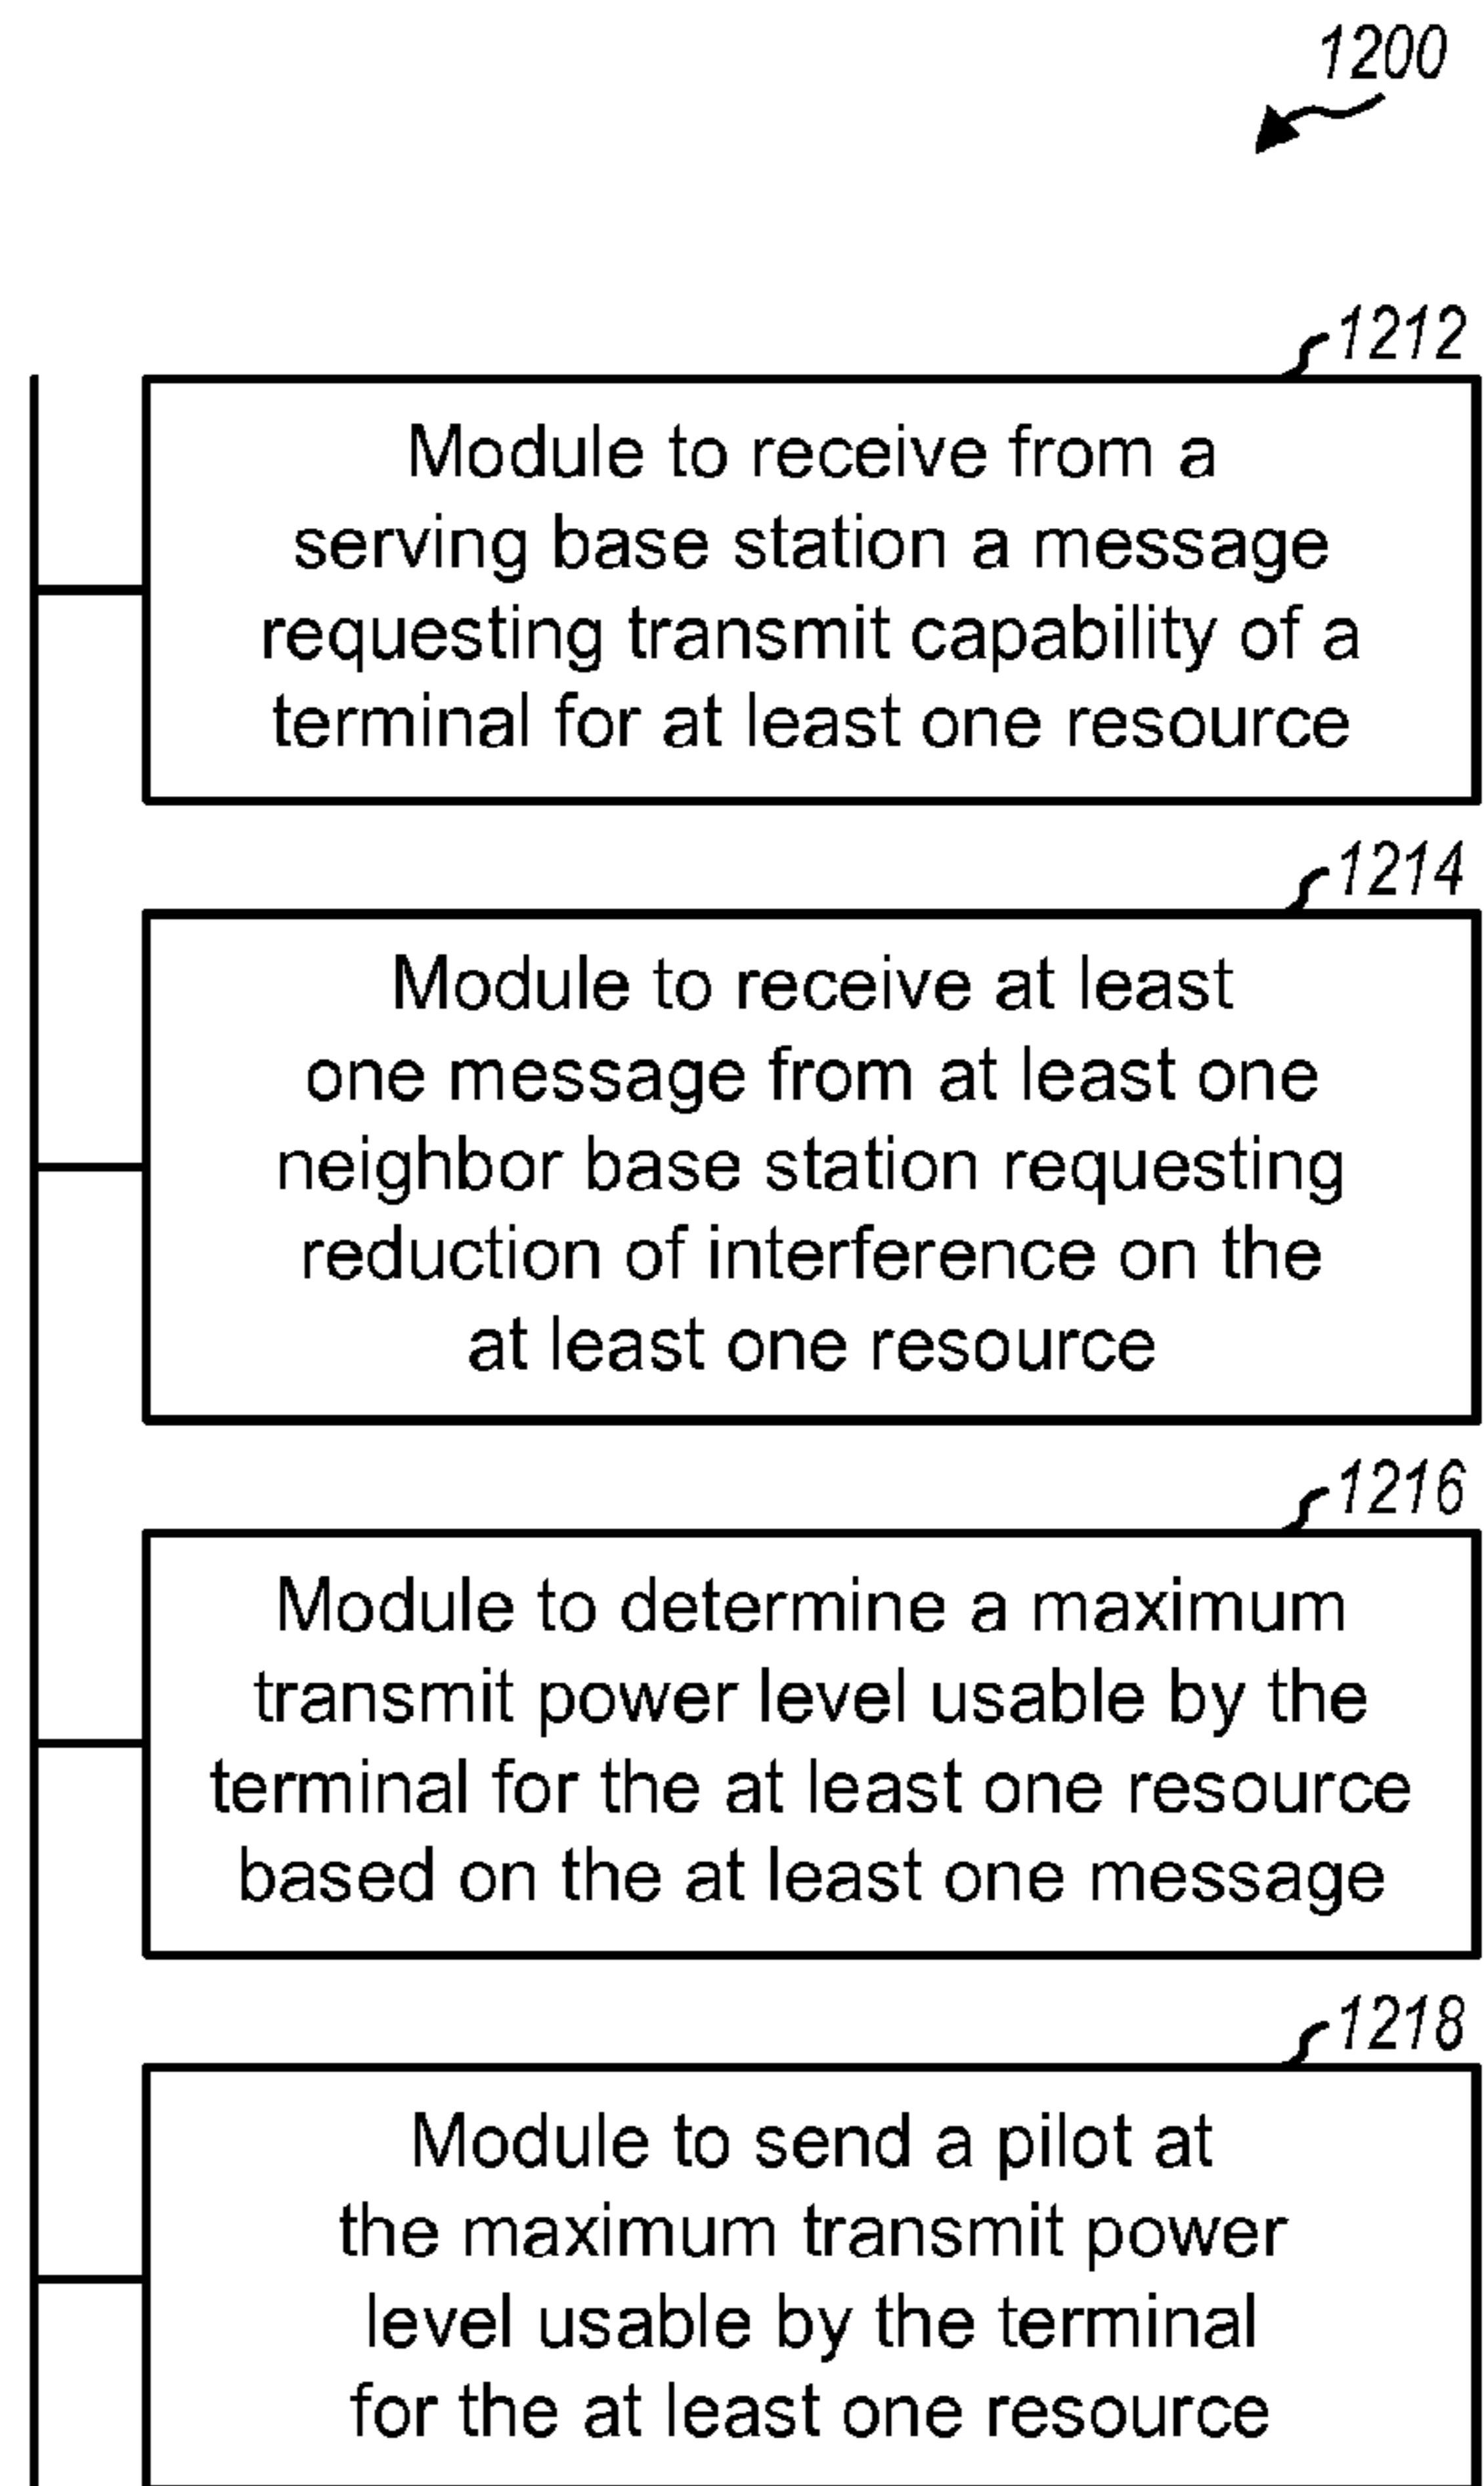 1200
1212
Module to receive from a
serving base station a message
requesting transmit capability of a
terminal for at least one resource
1214
Module to receive at least
one message from at least one
neighbor base station requesting
reduction of interference on the
at least one resource
1216
Module to determine a maximum
transmit power level usable by the
terminal for the at least one resource
based on the at least one message
1218
Module to send a pilot at
the maximum transmit power
level usable by the terminal
for the at least one resource